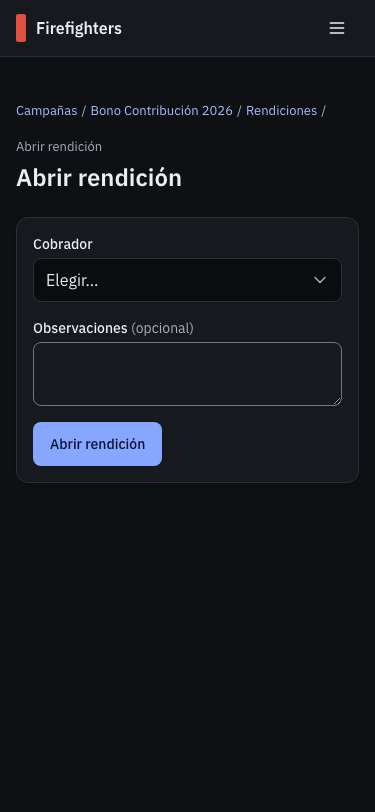 Firefighters
Campañas / Bono Contribución 2026 / Rendiciones /
Abrir rendición
Abrir rendición
Cobrador
Elegir...
Observaciones (opcional)
Abrir rendición